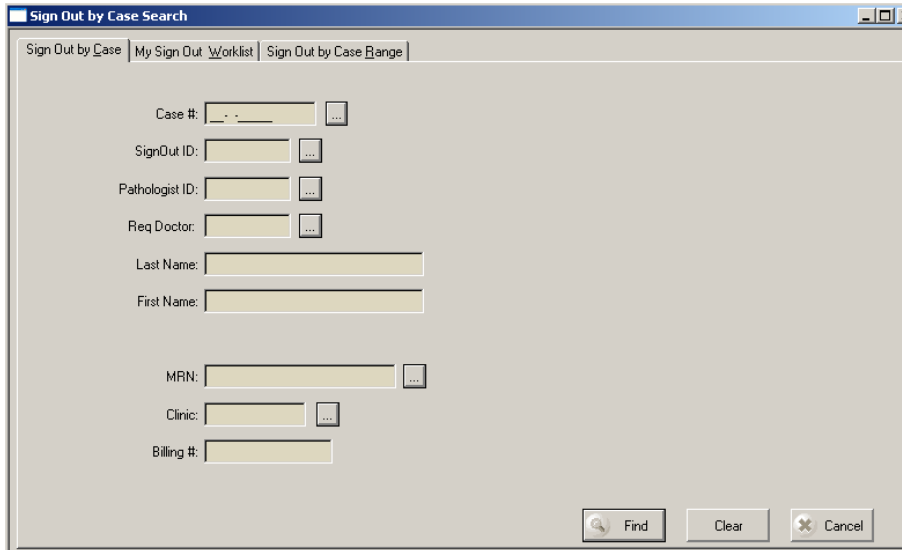 Sign Out by Case Search
Sign Out by Case My Sign Out Worklist Sign Out by Case Range
Case #: __-_-_____ ...
SignOut ID: ...
Pathologist ID: ...
Req Doctor: ...
Last Name:
First Name:
MRN: ...
Clinic: ...
Billing #:
Find Clear Cancel